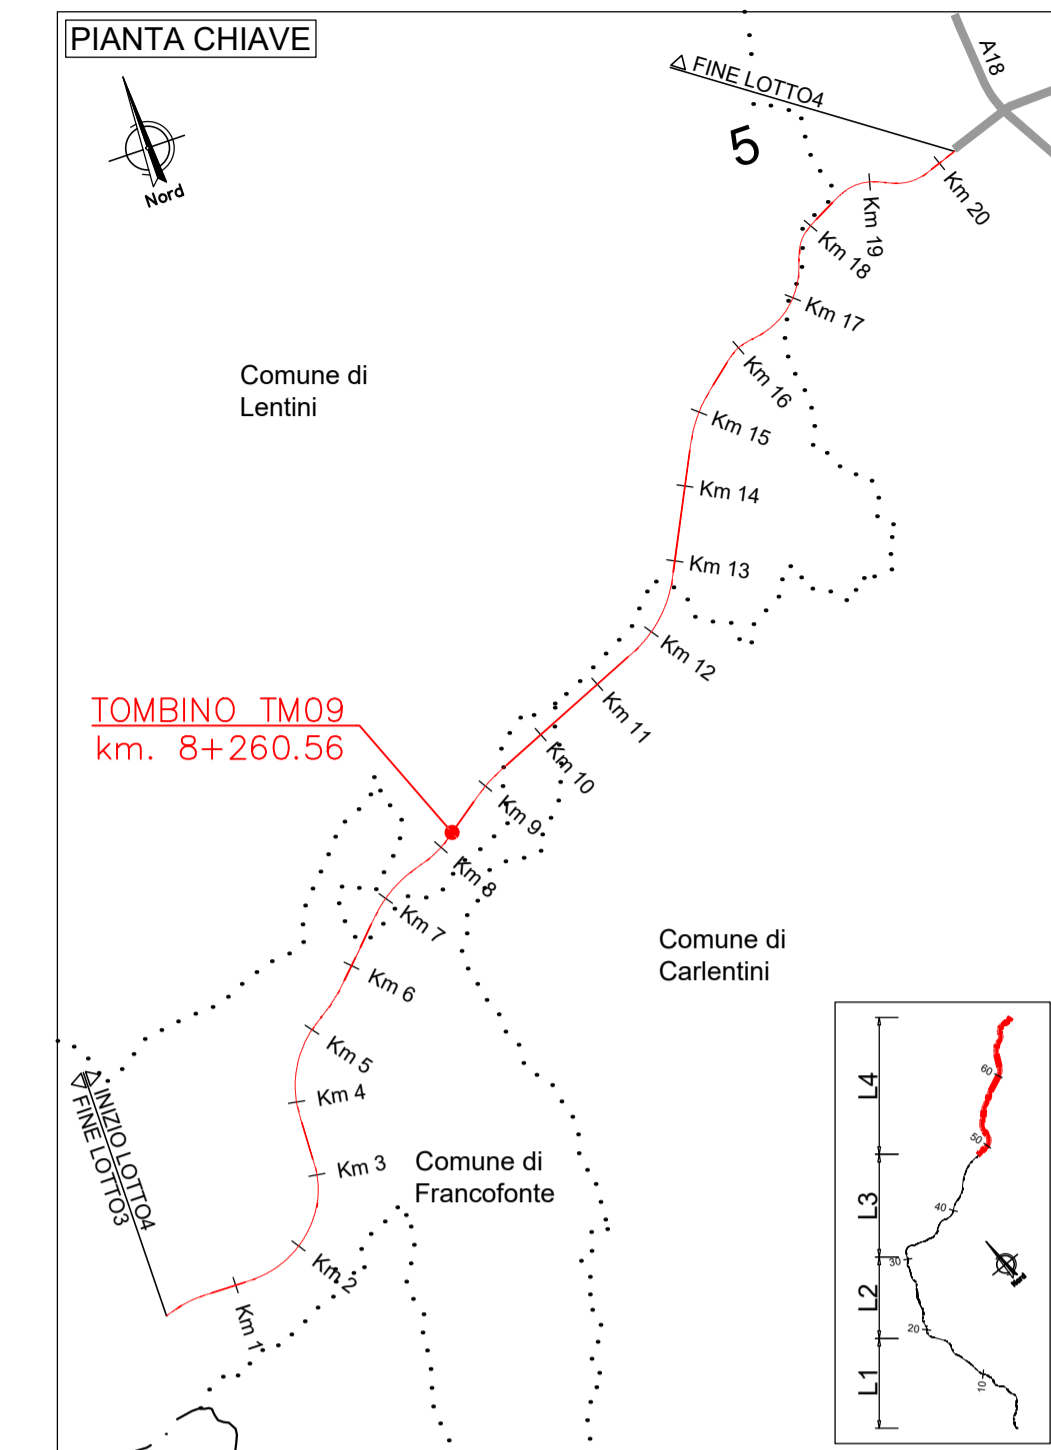 PIANTA CHIAVE
Nord
FINE LOTTO4
A18
5
Km 20
Km 19
Km 18
Km 17
Km 16
Km 15
Km 14
Km 13
Km 12
Km 11
Km 10
Km 9
Km 8
Km 7
Km 6
Km 5
Km 4
Km 3
Km 2
Km 1
Comune di
Lentini
TOMBINO TM09
km. 8+260.56
Comune di
Carlentini
Comune di
Francofonte
INIZIO LOTTO4
FINE LOTTO3
L4
L3
L2
L1
60
50
40
30
20
10